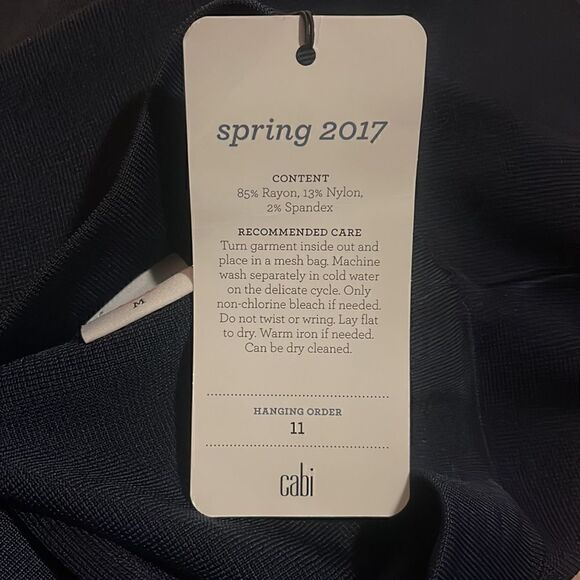 spring 2017
CONTENT
85% Rayon, 13% Nylon,
2% Spandex
RECOMMENDED CARE
Turn garment inside out and
place in a mesh bag. Machine
wash separately in cold water
on the delicate cycle. Only
non-chlorine bleach if needed.
Do not twist or wring. Lay flat
to dry. Warm iron if needed.
Can be dry cleaned.
HANGING ORDER
11
cabi
M